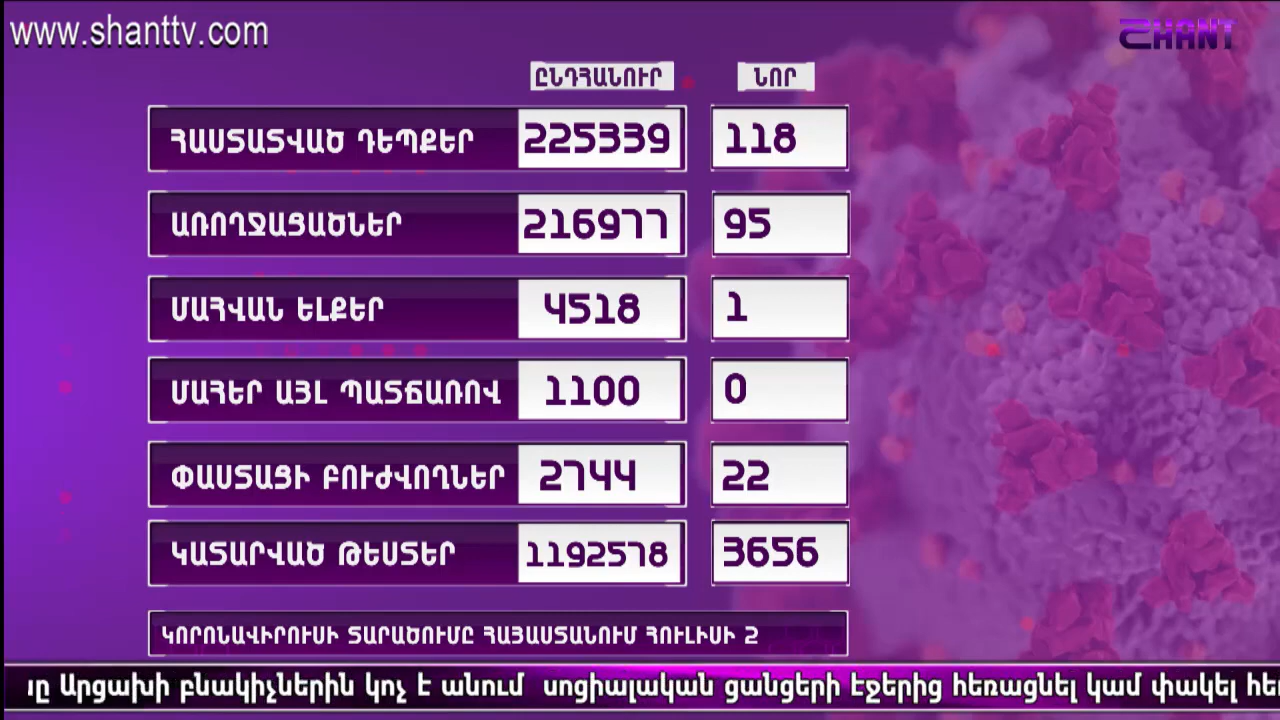 www.shanttv.com
SHANT
ԸՆԴՀԱՆՈՒՐ ՆՈՐ
ՀԱՍՏԱՏՎԱԾ ԴԵՊՔԵՐ 225339 118
ԱՌՈՂՋԱՑԱԾՆԵՐ 216977 95
ՄԱՀՎԱՆ ԵԼՔԵՐ 4518 1
ՄԱՀԵՐ ԱՅԼ ՊԱՏՃԱՌՈՎ 1100 0
ՓԱՍՏԱՑԻ ԲՈՒԺՎՈՂՆԵՐ 2744 22
ԿԱՏԱՐՎԱԾ ԹԵՍՏԵՐ 1192578 3656
ԿՈՐՈՆԱՎԻՐՈՒՍԻ ՏԱՐԱԾՈՒՄԸ ՀԱՅԱՍՏԱՆՈՒՄ ՀՈՒԼԻՍԻ 2
Արցախի բնակիչներին կոչ է անում սոցիալական ցանցերի էջերից հեռացնել կամ փակել